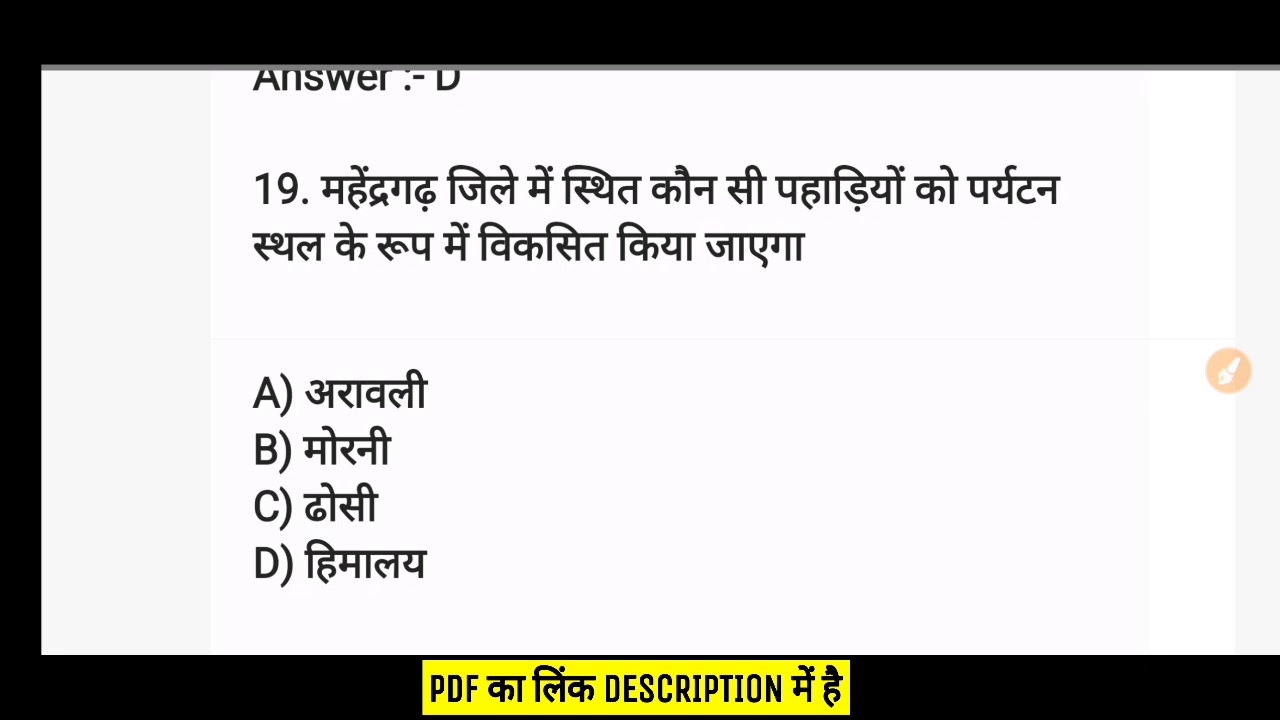 Answer :- D
19. महेंद्रगढ़ जिले में स्थित कौन सी पहाड़ियों को पर्यटन
स्थल के रूप में विकसित किया जाएगा
A) अरावली
B) मोरनी
C) ढोसी
D) हिमालय
PDF का लिंक DESCRIPTION में है